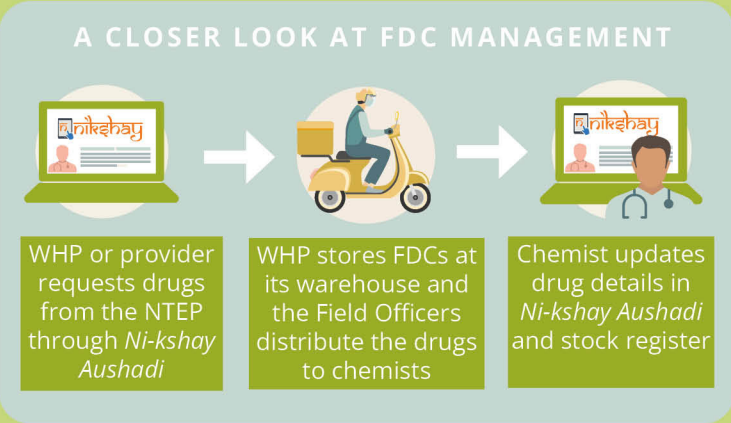 A CLOSER LOOK AT FDC MANAGEMENT
nikshay
nikshay
WHP or provider
requests drugs
from the NTEP
through Ni-kshay
Aushadi
WHP stores FDCs at
its warehouse and
the Field Officers
distribute the drugs
to chemists
Chemist updates
drug details in
Ni-kshay Aushadi
and stock register